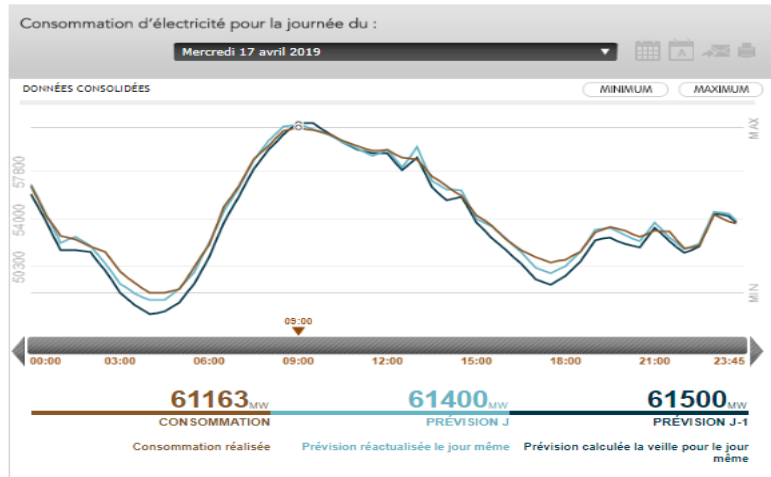 Consommation d'électricité pour la journée du :
Mercredi 17 avril 2019
A
DONNÉES CONSOLIDÉES
MINIMUM
MAXIMUM
MAX
57800
54000
50300
MIN
09:00
00:00 03:00 06:00 09:00 12:00 15:00 18:00 21:00 23:45
61163MW 61400MW 61500MW
CONSOMMATION PRÉVISION J PRÉVISION J-1
Consommation réalisée Prévision réactualisée le jour même Prévision calculée la veille pour le jour
même